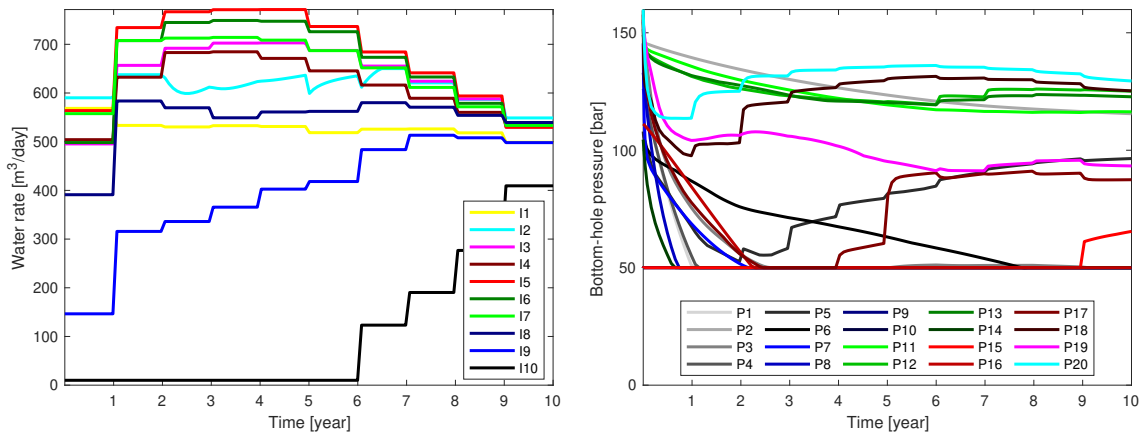 Water rate [m³/day]
700
600
500
400
300
200
100
0
1 2 3 4 5 6 7 8 9 10
Time [year]
I1
I2
I3
I4
I5
I6
I7
I8
I9
I10
Bottom-hole pressure [bar]
150
100
50
0
0 1 2 3 4 5 6 7 8 9 10
Time [year]
P1 P5 P9 P13 P17
P2 P6 P10 P14 P18
P3 P7 P11 P15 P19
P4 P8 P12 P16 P20